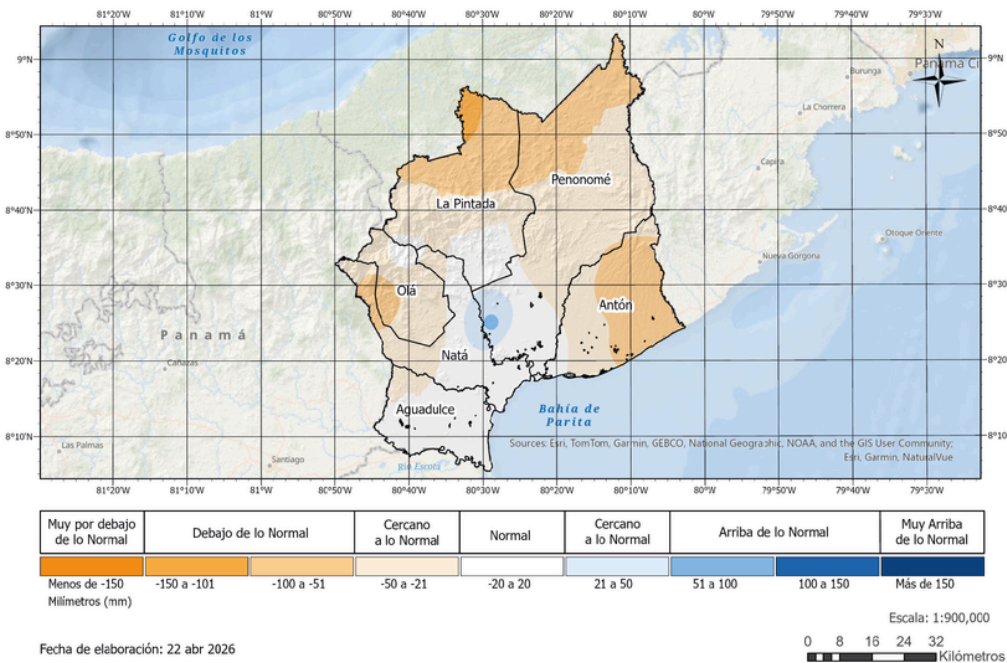 81°20'W 81°10'W 81°W 80°50'W 80°40'W 80°30'W 80°20'W 80°10'W 80°W 79°50'W 79°40'W 79°30'W
Golfo de los
Mosquitos
N
9°N 9°N
Panama Ci
Burunga
La Chorrera
8°50'N 8°50'N
Capira
Penonomé
La Pintada
8°40'N 8°40'N
Otoque Oriente
Nueva Gorgona
8°30'N 8°30'N
Olá
Antón
Panamá
Natá
8°20'N 8°20'N
Cañazas
Aguadulce
Bahía de
Parita
8°10'N 8°10'N
Las Palmas
Santiago
Río Escotá
Sources: Esri, TomTom, Garmin, GEBCO, National Geographic, NOAA, and the GIS User Community;
Esri, Garmin, NaturalVue
81°20'W 81°10'W 81°W 80°50'W 80°40'W 80°30'W 80°20'W 80°10'W 80°W 79°50'W 79°40'W 79°30'W
Muy por debajo
de lo Normal
Debajo de lo Normal
Cercano
a lo Normal
Normal
Cercano
a lo Normal
Arriba de lo Normal
Muy Arriba
de lo Normal
Menos de -150 -150 a -101 -100 a -51 -50 a -21 -20 a 20 21 a 50 51 a 100 100 a 150 Más de 150
Milímetros (mm)
Escala: 1:900,000
Fecha de elaboración: 22 abr 2026
0 8 16 24 32
Kilómetros